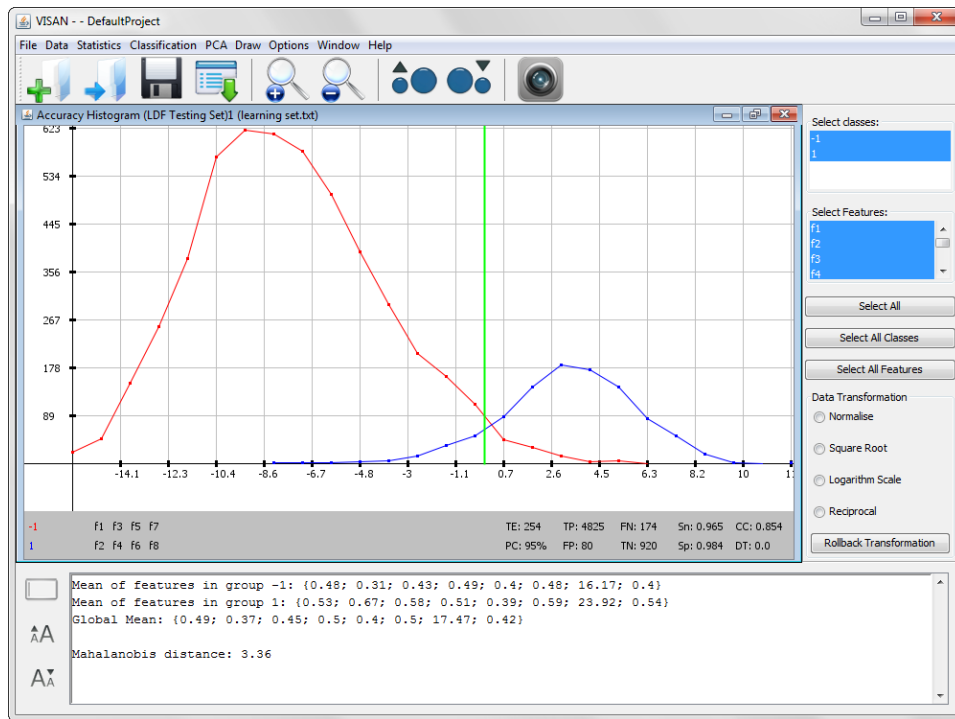 VISAN - - DefaultProject
File Data Statistics Classification PCA Draw Options Window Help
Accuracy Histogram (LDF Testing Set)1 (learning set.txt)
623
534
445
356
267
178
89
-14.1 -12.3 -10.4 -8.6 -6.7 -4.8 -3 -1.1 0.7 2.6 4.5 6.3 8.2 10 1
-1 f1 f3 f5 f7 TE: 254 TP: 4825 FN: 174 Sn: 0.965 CC: 0.854
1 f2 f4 f6 f8 PC: 95% FP: 80 TN: 920 Sp: 0.984 DT: 0.0
Select classes:
-1
1
Select Features:
f1
f2
f3
f4
Select All
Select All Classes
Select All Features
Data Transformation
Normalise
Square Root
Logarithm Scale
Reciprocal
Rollback Transformation
AA
AA
Mean of features in group -1: {0.48; 0.31; 0.43; 0.49; 0.4; 0.48; 16.17; 0.4}
Mean of features in group 1: {0.53; 0.67; 0.58; 0.51; 0.39; 0.59; 23.92; 0.54}
Global Mean: {0.49; 0.37; 0.45; 0.5; 0.4; 0.5; 17.47; 0.42}
Mahalanobis distance: 3.36